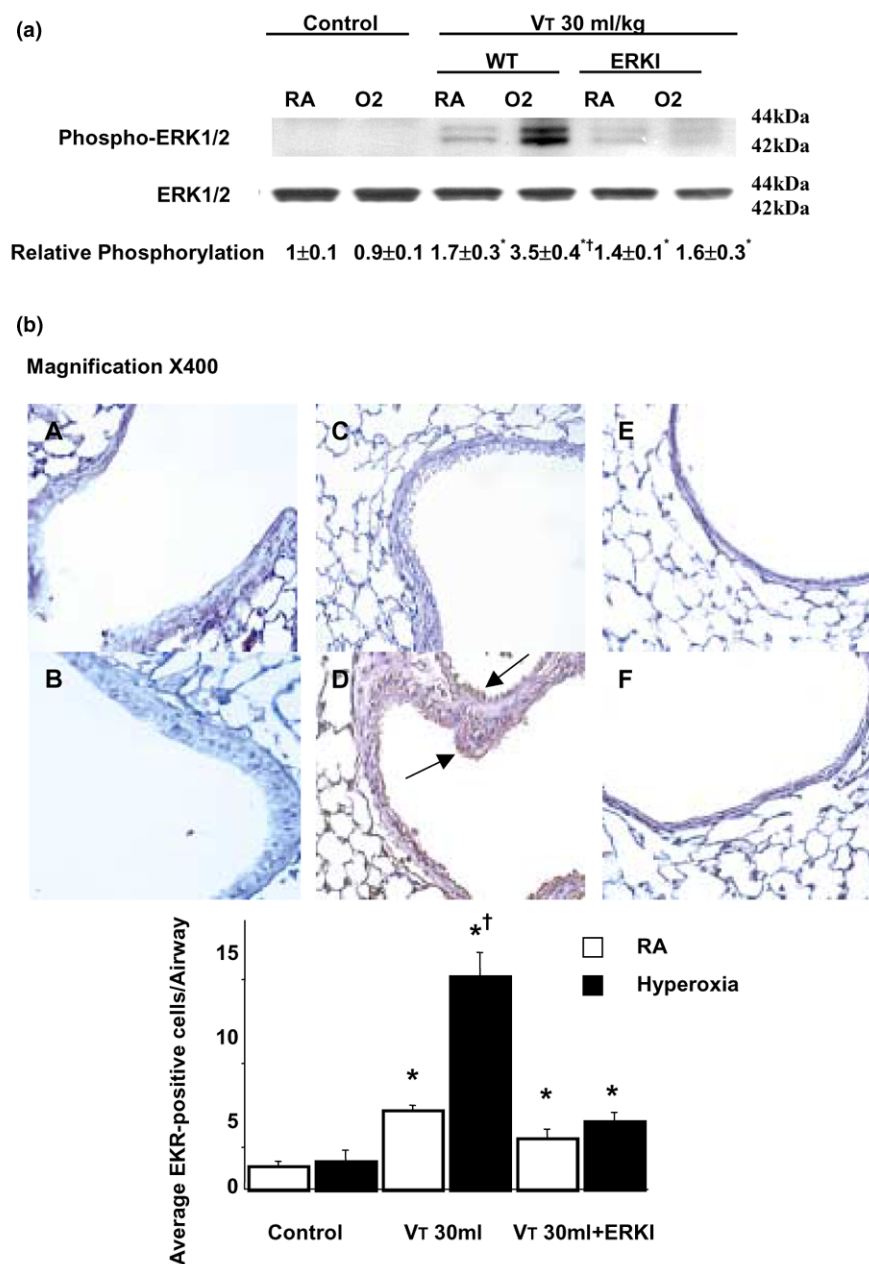 (a)
Control VT 30 ml/kg
WT ERKI
RA O2 RA O2 RA O2
Phospho-ERK1/2 44kDa
42kDa
ERK1/2 44kDa
42kDa
Relative Phosphorylation 1±0.1 0.9±0.1 1.7±0.3* 3.5±0.4*† 1.4±0.1* 1.6±0.3*
(b)
Magnification X400
A C E
B D F
Average EKR-positive cells/Airway
15
10
5
0
* *† * *
RA
Hyperoxia
Control VT 30ml VT 30ml+ERKI